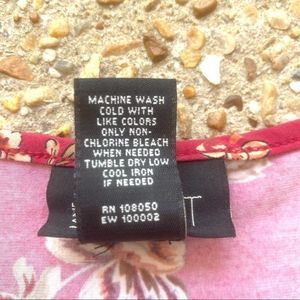 MACHINE WASH
COLD WITH
LIKE COLORS
ONLY NON-
CHLORINE BLEACH
WHEN NEEDED
TUMBLE DRY LOW
COOL IRON
IF NEEDED
RN 108050
EW 100002